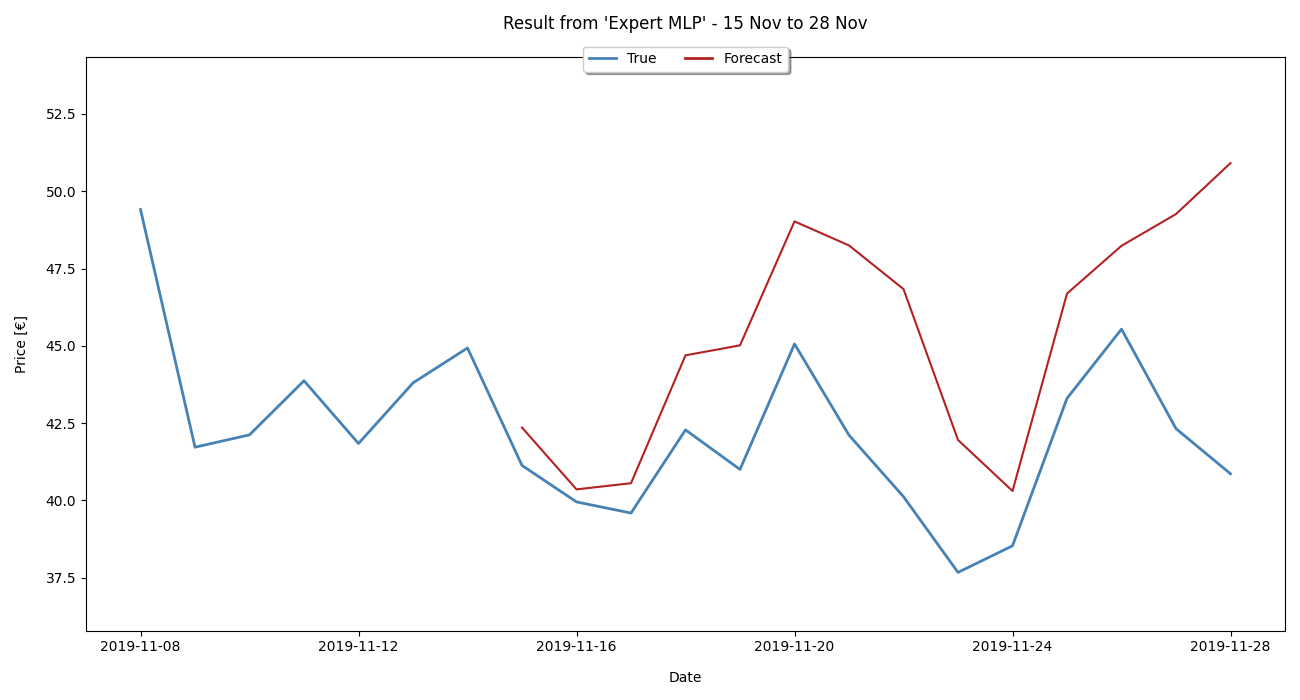 Result from 'Expert MLP' - 15 Nov to 28 Nov
True Forecast
52.5
50.0
47.5
45.0
42.5
40.0
37.5
Price [€]
2019-11-08 2019-11-12 2019-11-16 2019-11-20 2019-11-24 2019-11-28
Date